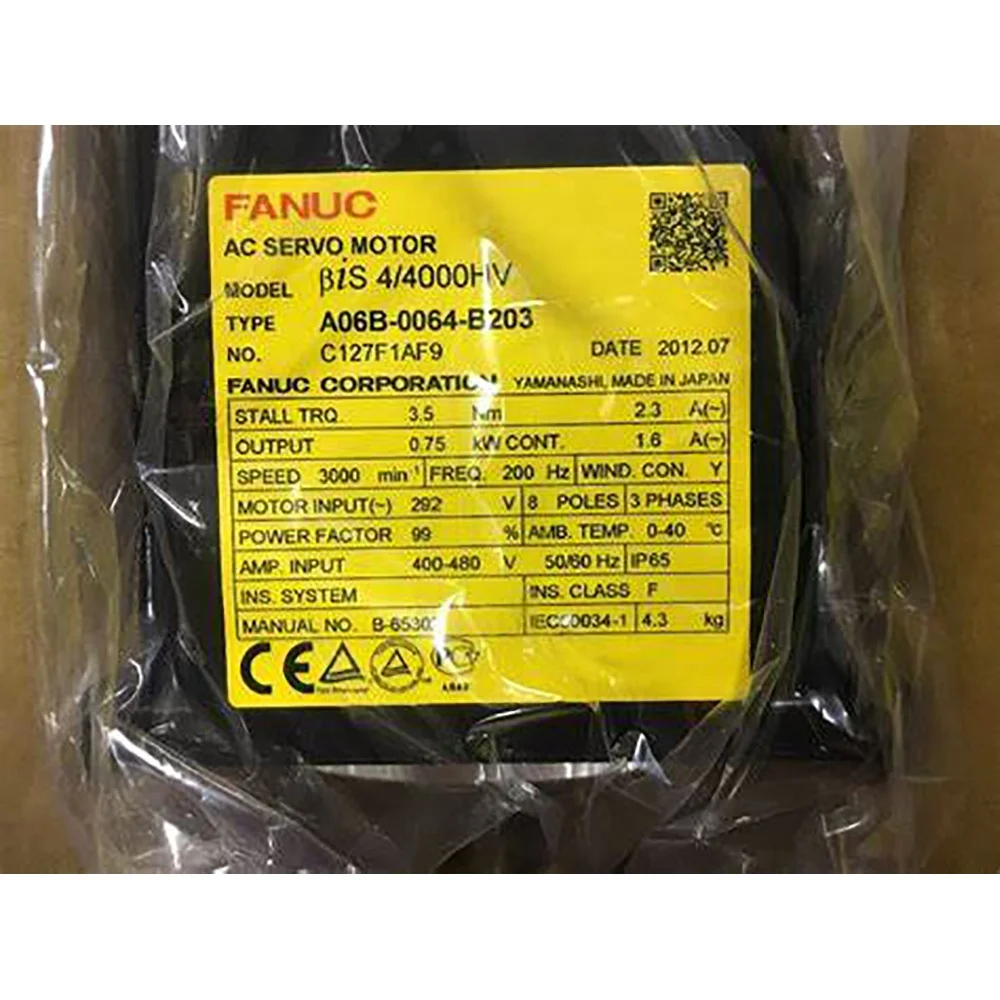 FANUC
AC SERVO MOTOR
MODEL βiS 4/4000HV
TYPE A06B-0064-B203
NO. C127F1AF9 DATE 2012.07
FANUC CORPORATION YAMANASHI, MADE IN JAPAN
STALL TRQ. 3.5 Nm 2.3 A(~)
OUTPUT 0.75 kW CONT. 1.6 A(~)
SPEED 3000 min⁻¹ FREQ. 200 Hz WIND. CON. Y
MOTOR INPUT(~) 292 V 8 POLES 3 PHASES
POWER FACTOR 99 % AMB. TEMP. 0-40 ℃
AMP. INPUT 400-480 V 50/60 Hz IP65
INS. SYSTEM INS. CLASS F
MANUAL NO. IEC60034-1 4.3 kg
CE